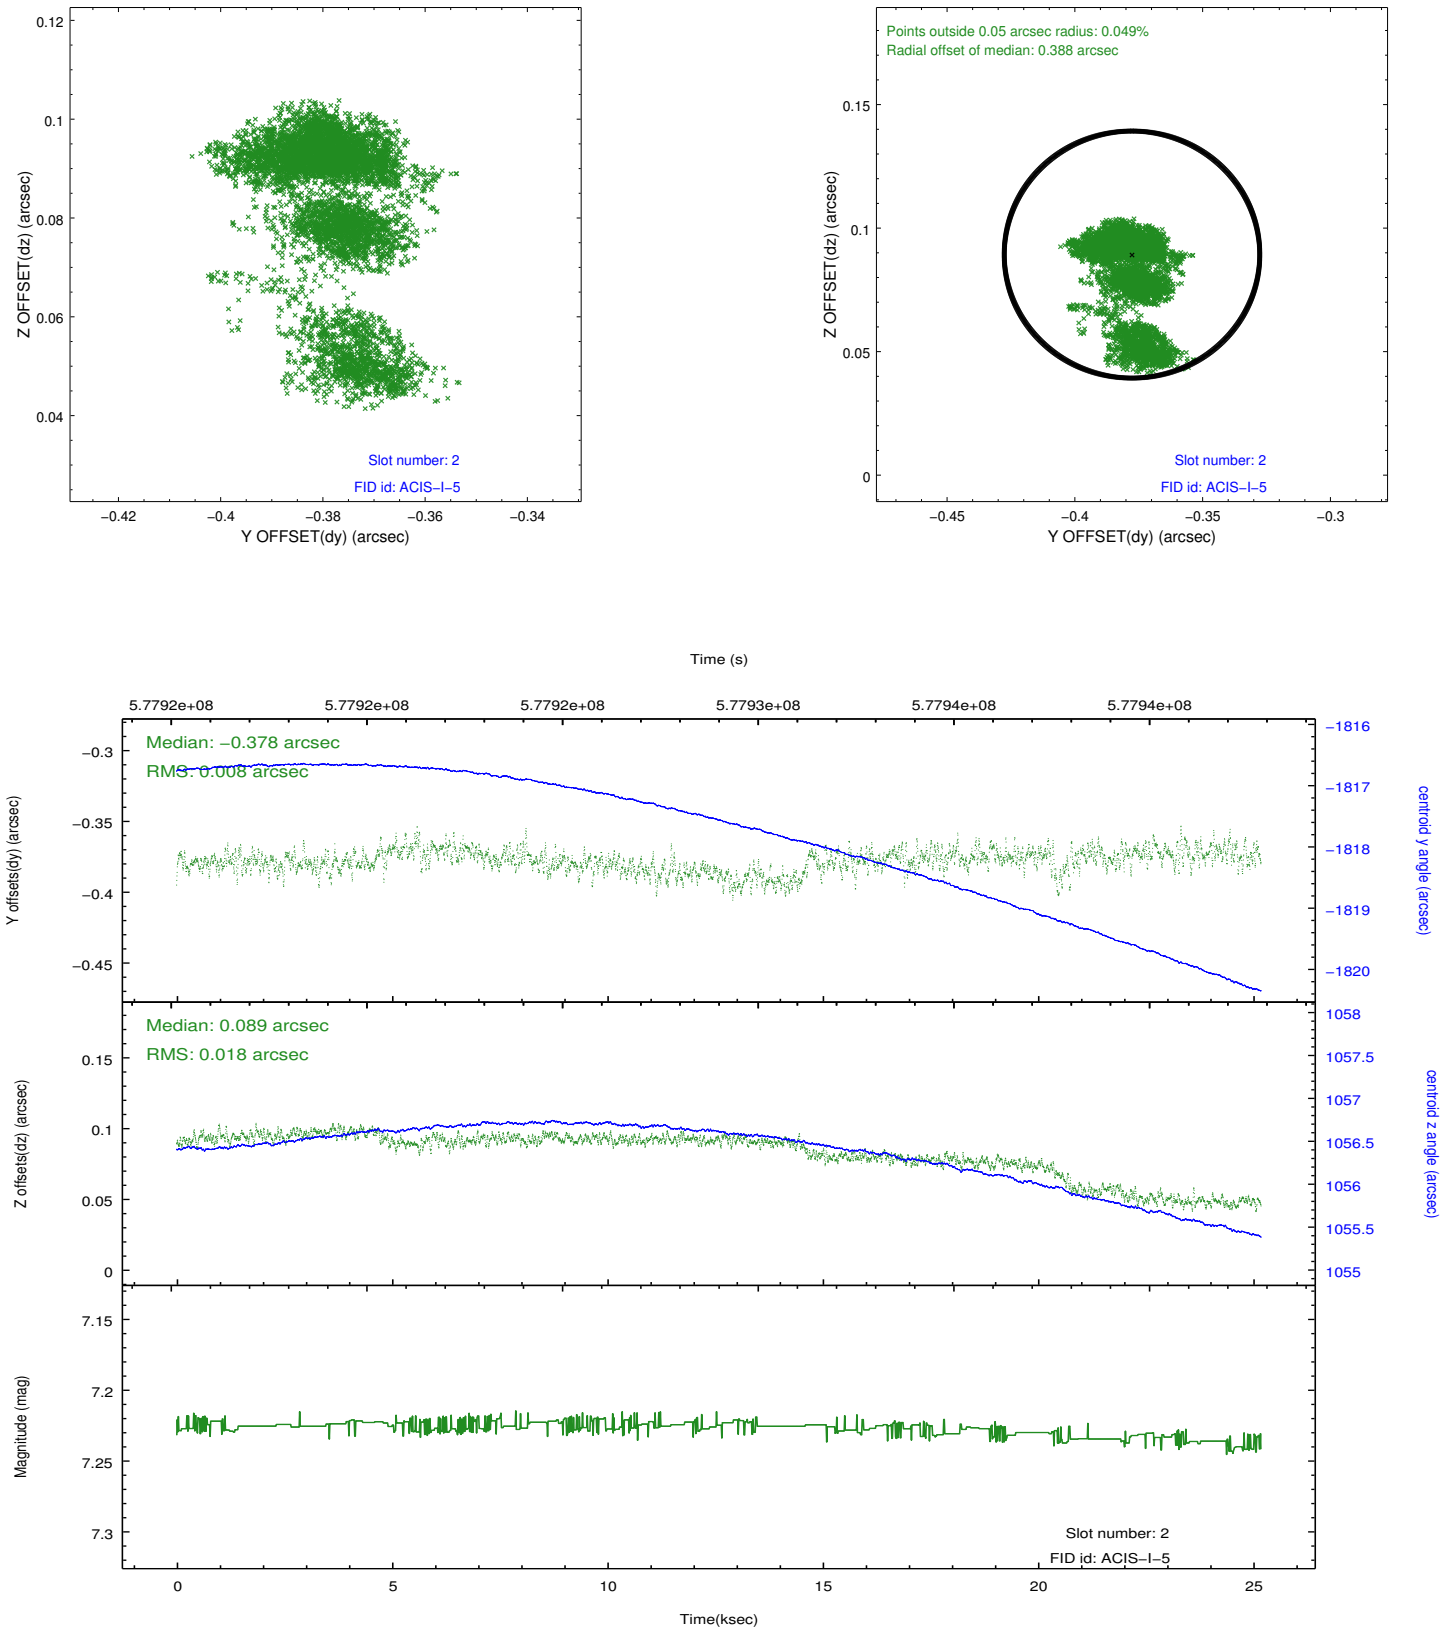 0.12
0.1
0.08
0.06
0.04
Z OFFSET(dz) (arcsec)
Slot number: 2
FID id: ACIS−I−5
−0.42 −0.4 −0.38 −0.36 −0.34
Y OFFSET(dy) (arcsec)
Points outside 0.05 arcsec radius: 0.049%
Radial offset of median: 0.388 arcsec
0.15
0.1
0.05
0
Z OFFSET(dz) (arcsec)
Slot number: 2
FID id: ACIS−I−5
−0.45 −0.4 −0.35 −0.3
Y OFFSET(dy) (arcsec)
Time (s)
5.7792e+08 5.7792e+08 5.7792e+08 5.7793e+08 5.7794e+08 5.7794e+08
Median: −0.378 arcsec
RMS: 0.008 arcsec
−0.3
−0.35
−0.4
−0.45
Y offsets(dy) (arcsec)
−1816
−1817
−1818
−1819
−1820
centroid y angle (arcsec)
Median: 0.089 arcsec
RMS: 0.018 arcsec
0.15
0.1
0.05
0
Z offsets(dz) (arcsec)
1058
1057.5
1057
1056.5
1056
1055.5
1055
centroid z angle (arcsec)
7.15
7.2
7.25
7.3
Magnitude (mag)
Slot number: 2
FID id: ACIS−I−5
0 5 10 15 20 25
Time(ksec)